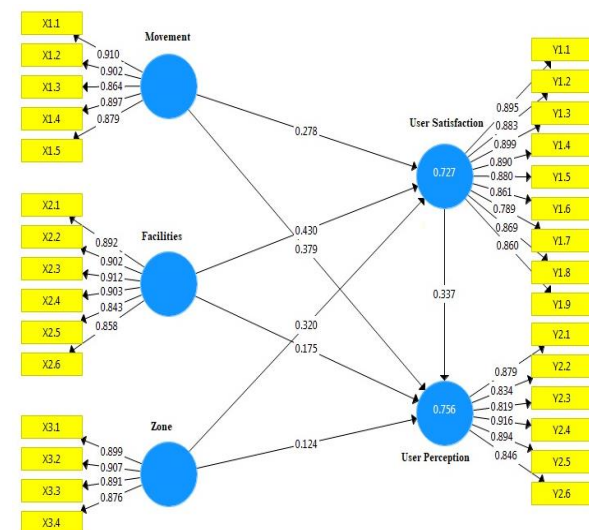 Movement
X1.1
X1.2
X1.3
X1.4
X1.5
0.910
0.902
0.864
0.897
0.879
Facilities
X2.1
X2.2
X2.3
X2.4
X2.5
X2.6
0.892
0.902
0.912
0.903
0.843
0.858
Zone
X3.1
X3.2
X3.3
X3.4
0.899
0.907
0.891
0.876
0.278
0.430
0.379
0.320
0.175
0.124
User Satisfaction
0.727
0.337
0.756
User Perception
0.895
0.883
0.899
0.890
0.880
0.861
0.789
0.869
0.860
Y1.1
Y1.2
Y1.3
Y1.4
Y1.5
Y1.6
Y1.7
Y1.8
Y1.9
0.879
0.834
0.819
0.916
0.894
0.846
Y2.1
Y2.2
Y2.3
Y2.4
Y2.5
Y2.6